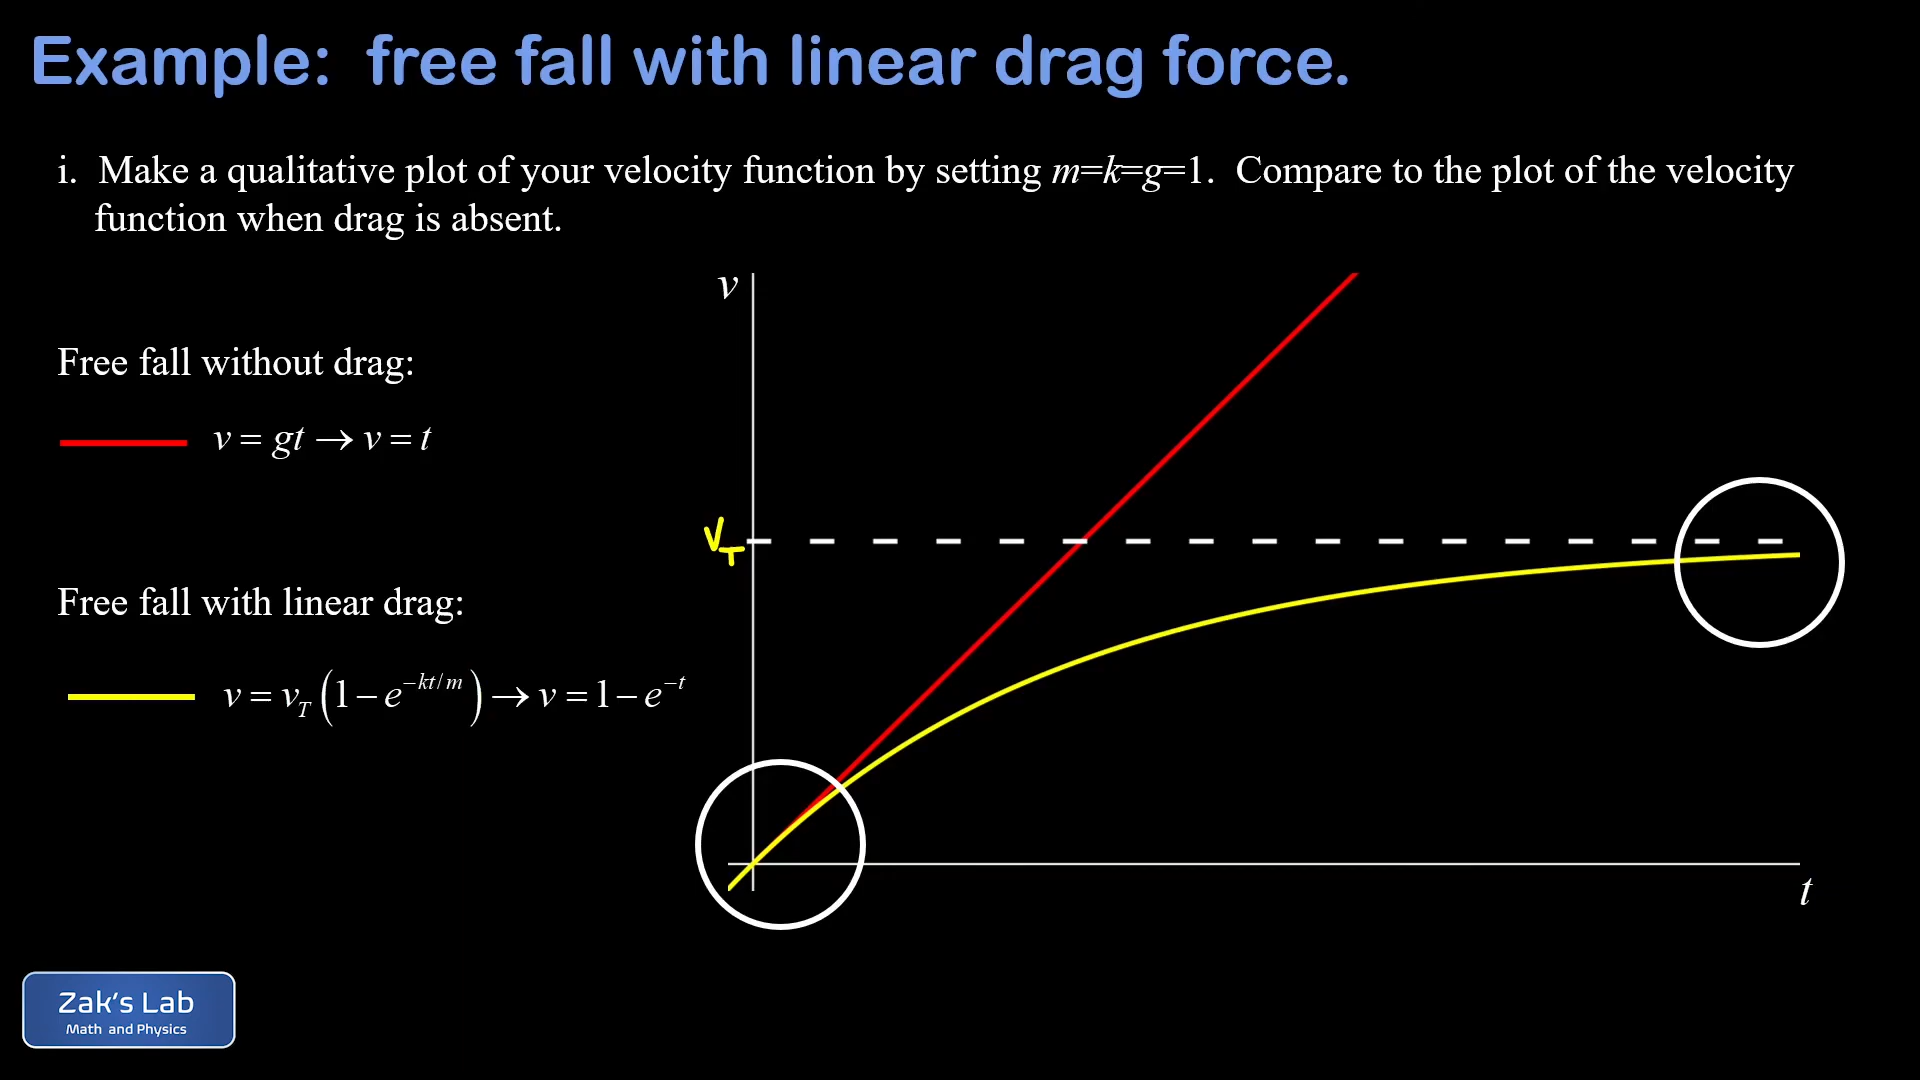 Example: free fall with linear drag force.
i. Make a qualitative plot of your velocity function by setting m=k=g=1. Compare to the plot of the velocity
function when drag is absent.
v
Free fall without drag:
v = gt → v = t
V_T
Free fall with linear drag:
v = v_T (1 − e^{−kt/m}) → v = 1 − e^{−t}
t
Zak's Lab
Math and Physics